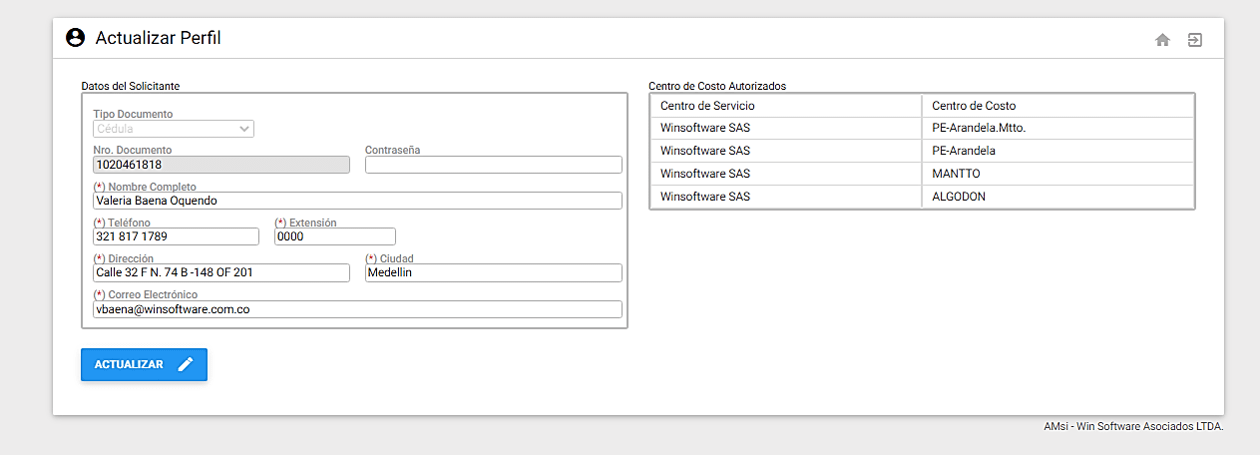 Actualizar Perfil
Datos del Solicitante
Tipo Documento
Cédula
Nro. Documento Contraseña
1020461818
(*) Nombre Completo
Valeria Baena Oquendo
(*) Teléfono (*) Extensión
321 817 1789 0000
(*) Dirección (*) Ciudad
Calle 32 F N. 74 B -148 OF 201 Medellin
(*) Correo Electrónico
vbaena@winsoftware.com.co
ACTUALIZAR
Centro de Costo Autorizados
Centro de Servicio Centro de Costo
Winsoftware SAS PE-Arandela.Mtto.
Winsoftware SAS PE-Arandela
Winsoftware SAS MANTTO
Winsoftware SAS ALGODON
AMsi - Win Software Asociados LTDA.